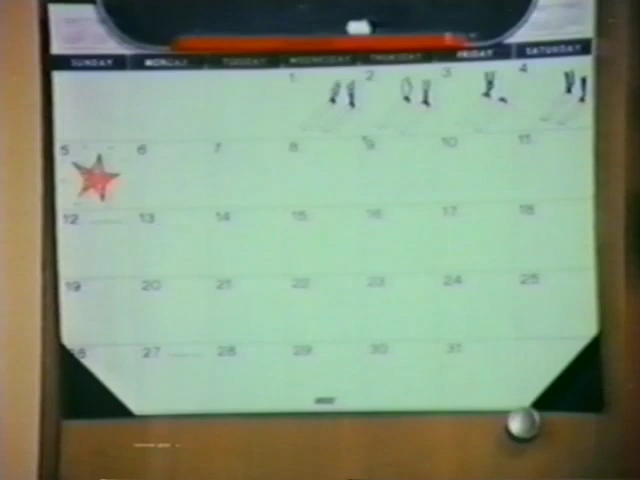 SUNDAY MONDAY TUESDAY WEDNESDAY THURSDAY FRIDAY SATURDAY
1 2 3 4
5 6 7 8 9 10 11
12 13 14 15 16 17 18
19 20 21 22 23 24 25
26 27 28 29 30 31